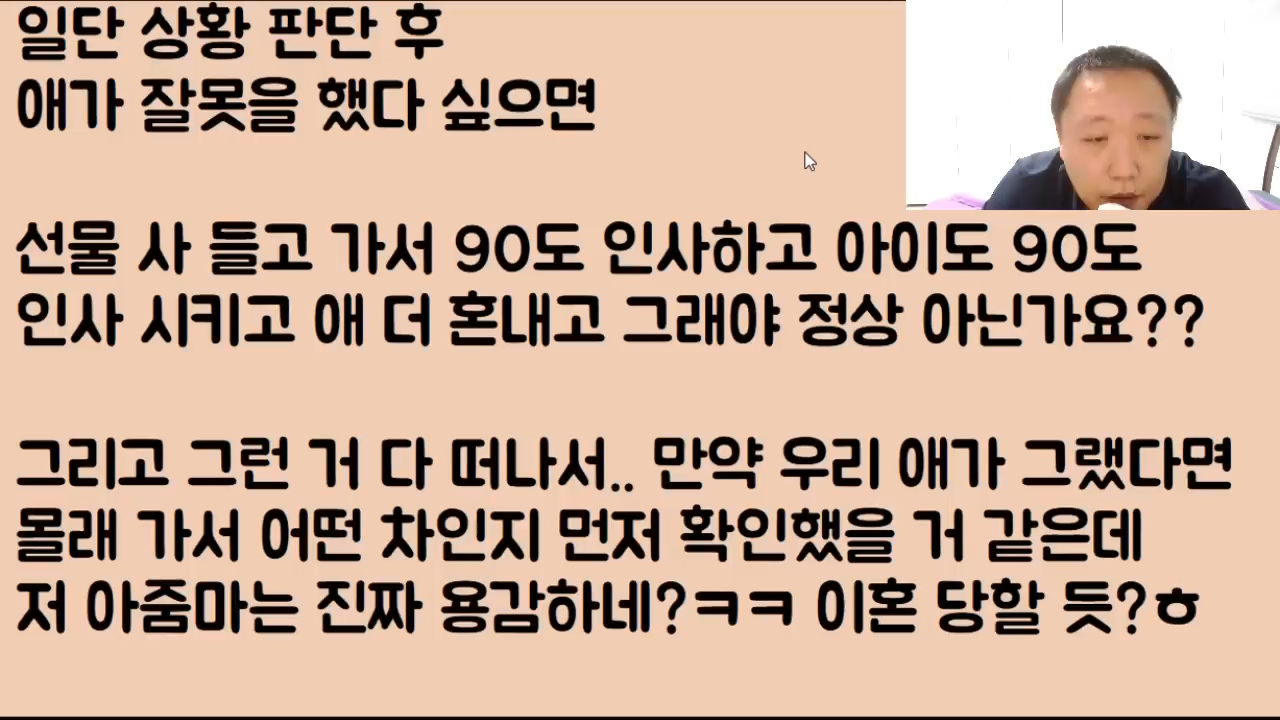 일단 상황 판단 후
애가 잘못을 했다 싶으면
선물 사 들고 가서 90도 인사하고 아이도 90도
인사 시키고 애 더 혼내고 그래야 정상 아닌가요??
그리고 그런 거 다 떠나서.. 만약 우리 애가 그랬다면
몰래 가서 어떤 차인지 먼저 확인했을 거 같은데
저 아줌마는 진짜 용감하네?ㅋㅋ 이혼 당할 듯?ㅎ